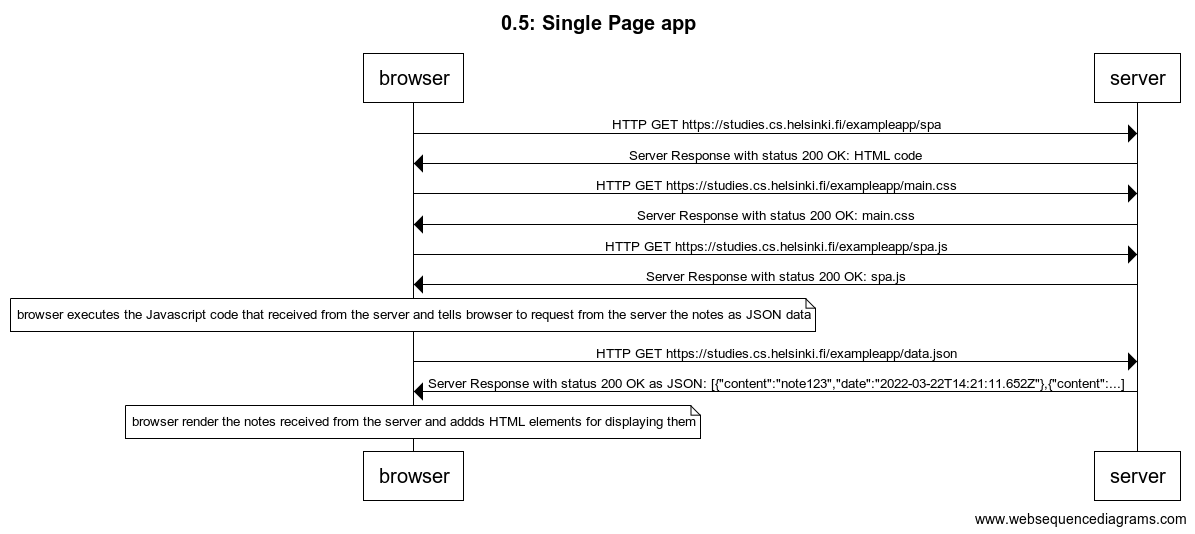 0.5: Single Page app
browser
server
HTTP GET https://studies.cs.helsinki.fi/exampleapp/spa
Server Response with status 200 OK: HTML code
HTTP GET https://studies.cs.helsinki.fi/exampleapp/main.css
Server Response with status 200 OK: main.css
HTTP GET https://studies.cs.helsinki.fi/exampleapp/spa.js
Server Response with status 200 OK: spa.js
browser executes the Javascript code that received from the server and tells browser to request from the server the notes as JSON data
HTTP GET https://studies.cs.helsinki.fi/exampleapp/data.json
Server Response with status 200 OK as JSON: [{"content":"note123","date":"2022-03-22T14:21:11.652Z"},{"content":...]
browser render the notes received from the server and addds HTML elements for displaying them
browser
server
www.websequencediagrams.com